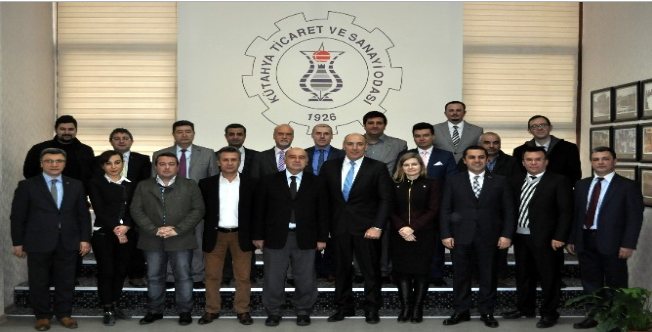 KÜTAHYA TİCARET VE SANAYİ ODASI
1926